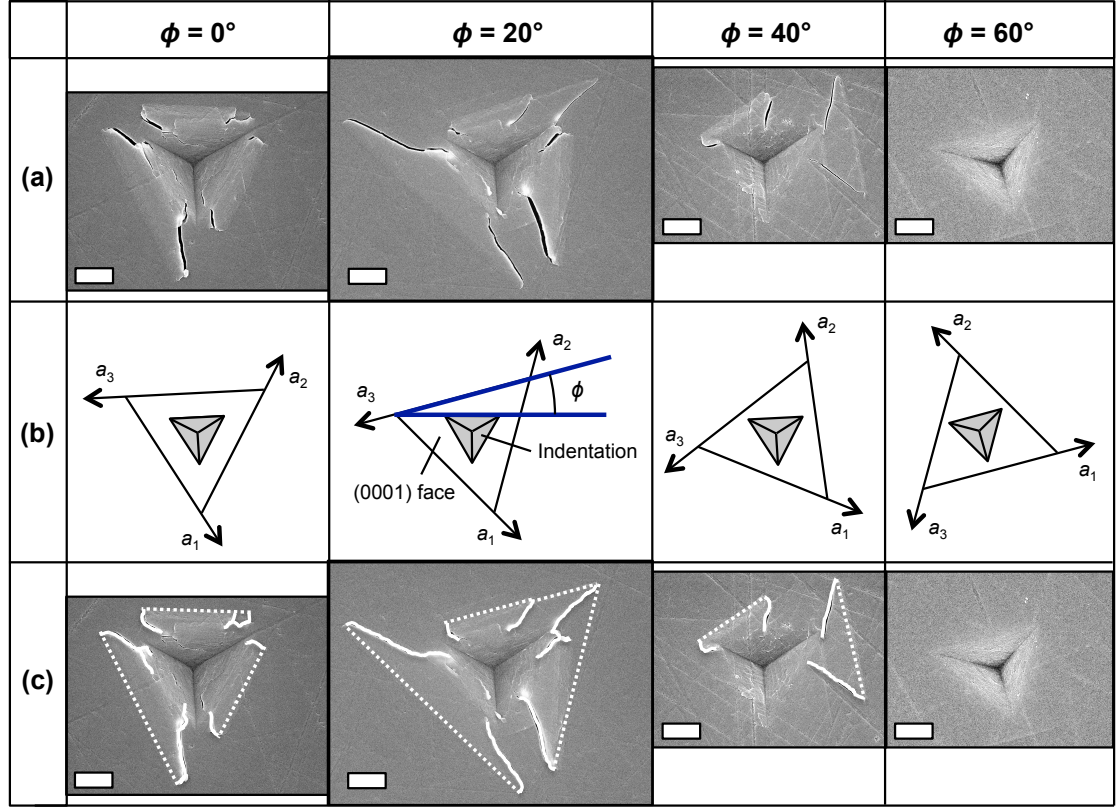 ϕ = 0° ϕ = 20° ϕ = 40° ϕ = 60°
(a)
(b)
a3 a2 a1
a3 a2 a1 ϕ Indentation (0001) face
a2 a3 a1
a2 a1 a3
(c)